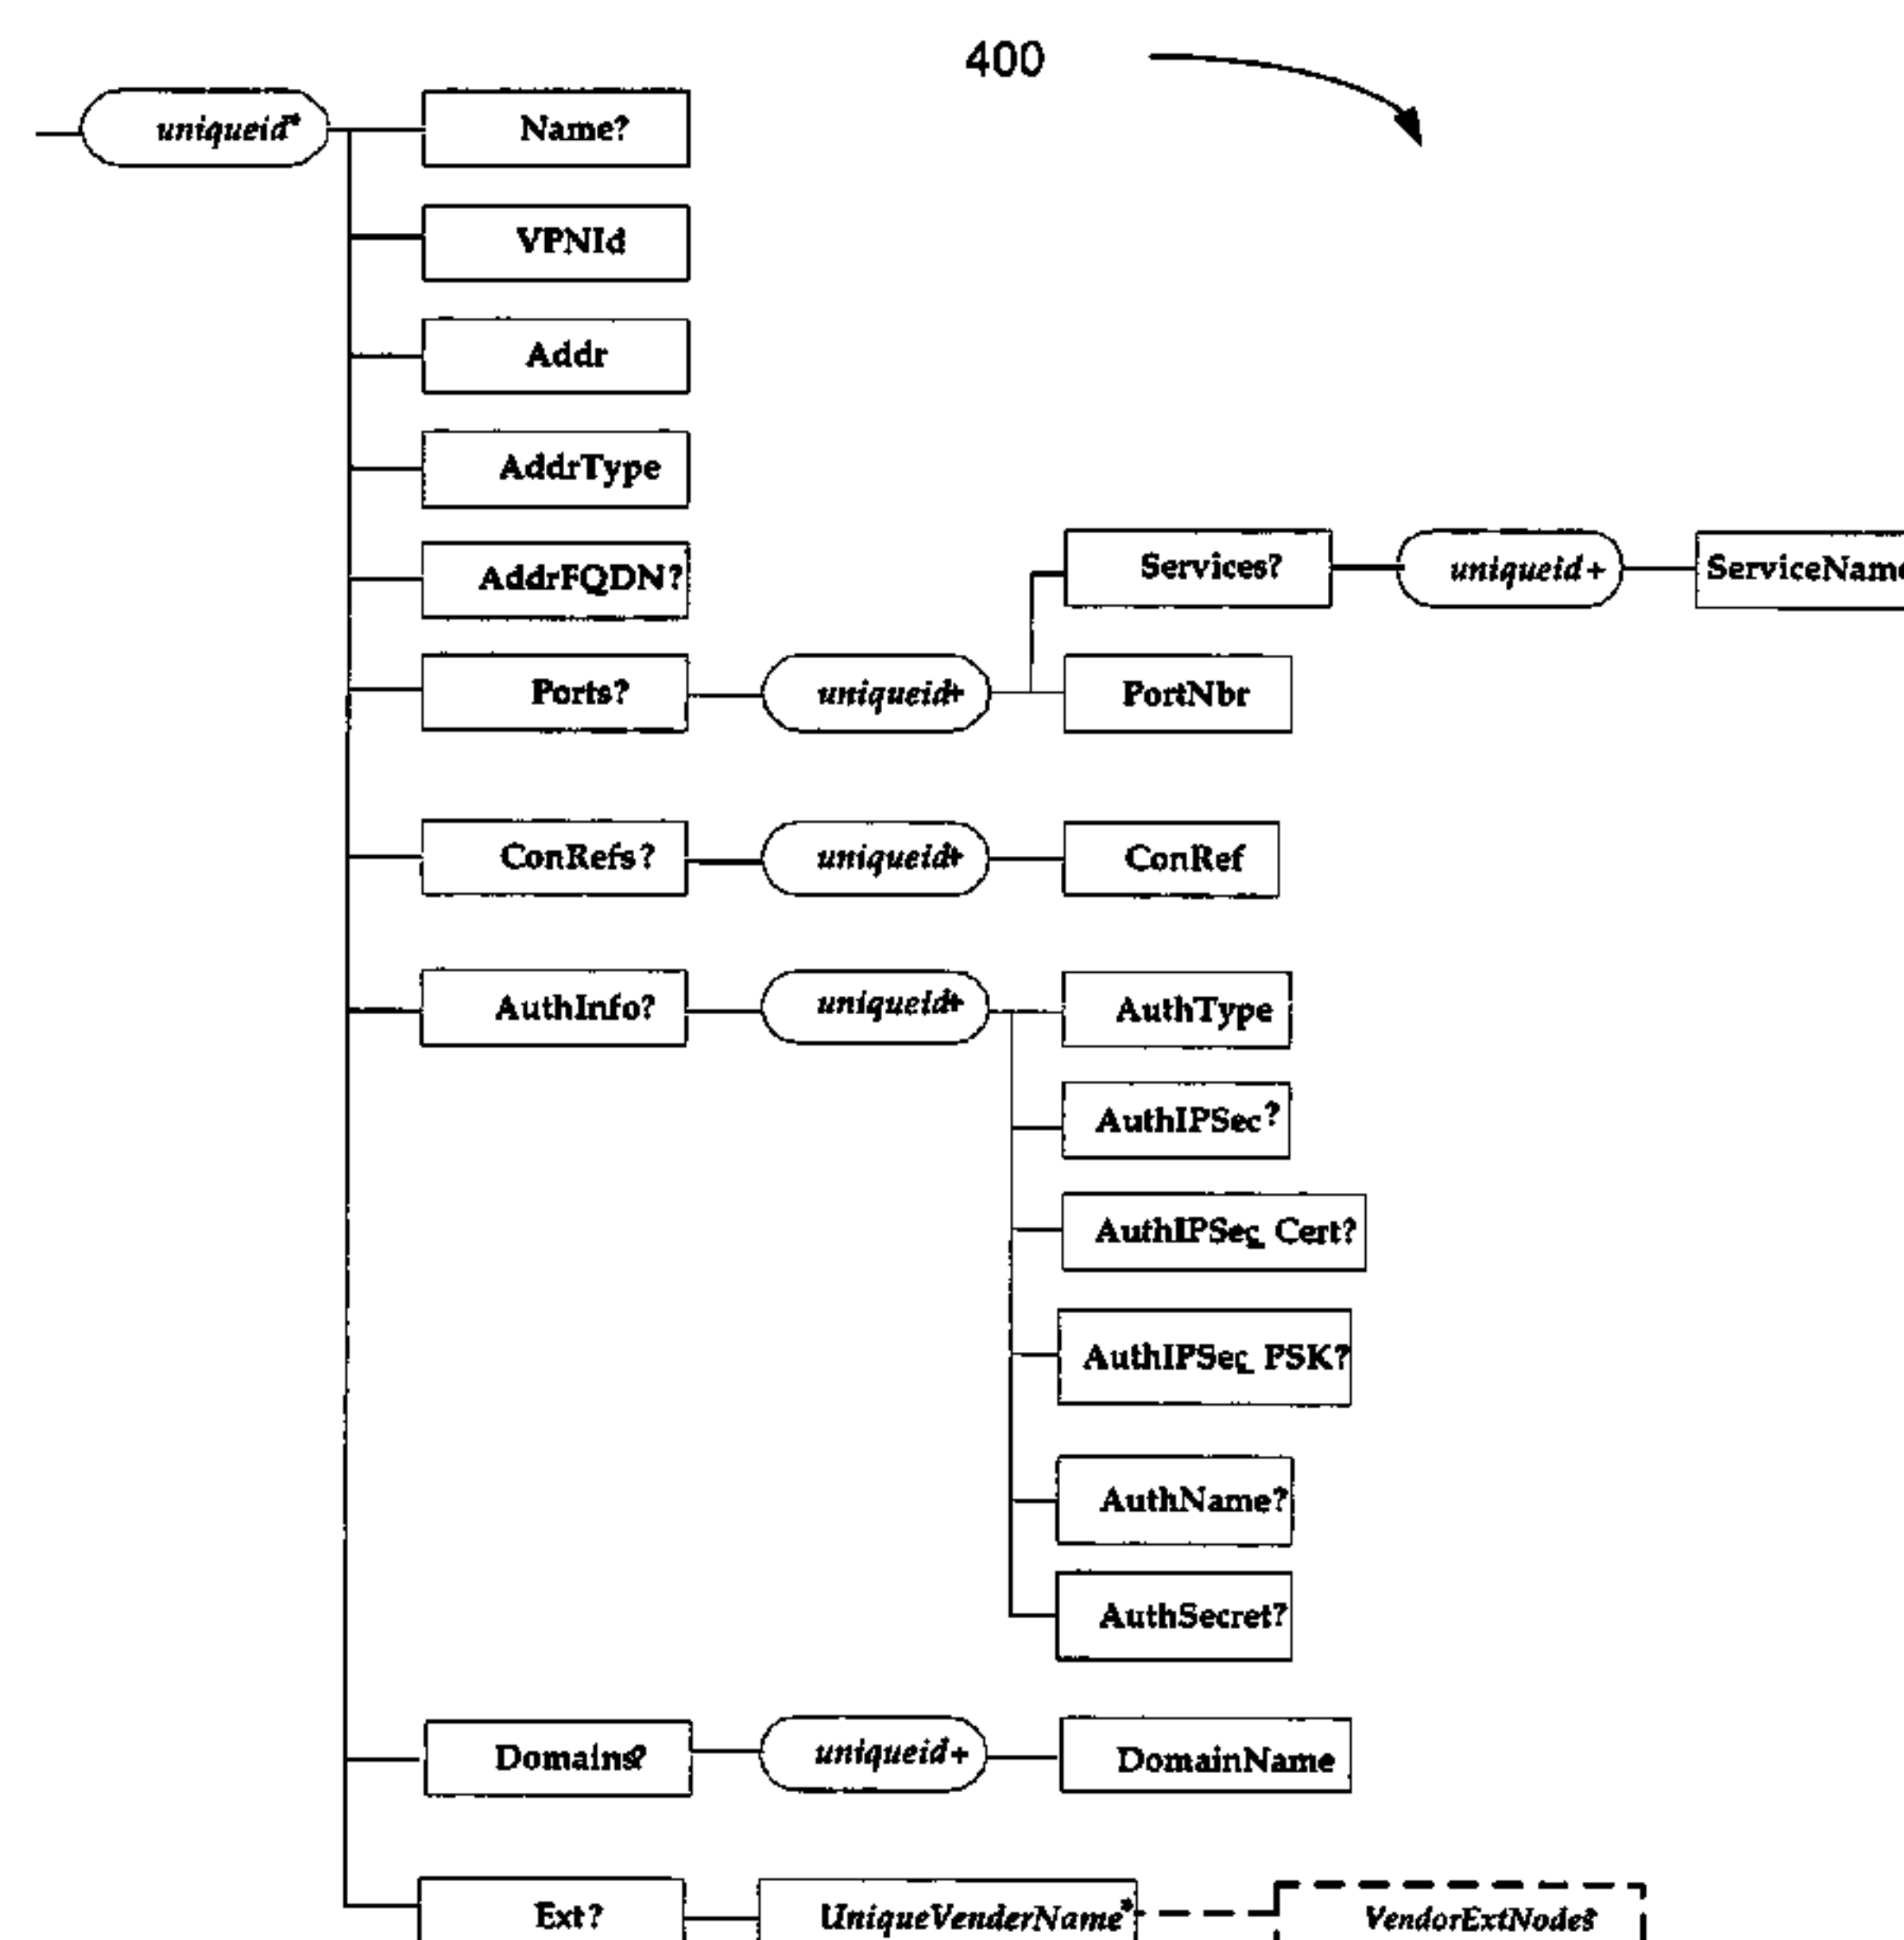 400
uniqueid*
Name?
VPNId
Addr
AddrType
AddrFQDN?
Services?
uniqueid+
ServiceName
Ports?
uniqueid+
PortNbr
ConRefs?
uniqueid+
ConRef
AuthInfo?
uniqueid+
AuthType
AuthIPSec?
AuthIPSec_Cert?
AuthIPSec_PSK?
AuthName?
AuthSecret?
Domains?
uniqueid+
DomainName
Ext?
UniqueVenderName*
VendorExtNodes?